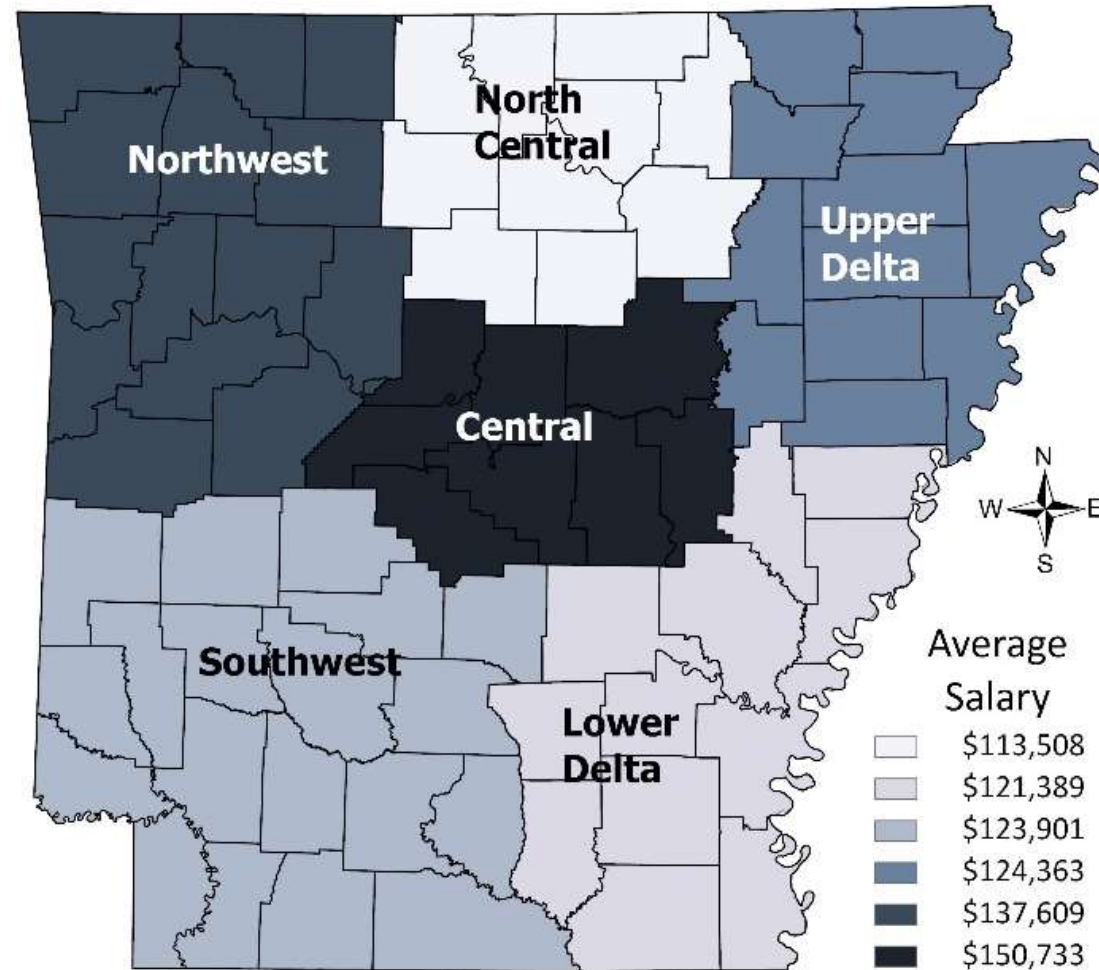 North
Central
Northwest
Upper
Delta
Central
N
W E
S
Southwest
Lower
Delta
Average
Salary
$113,508
$121,389
$123,901
$124,363
$137,609
$150,733